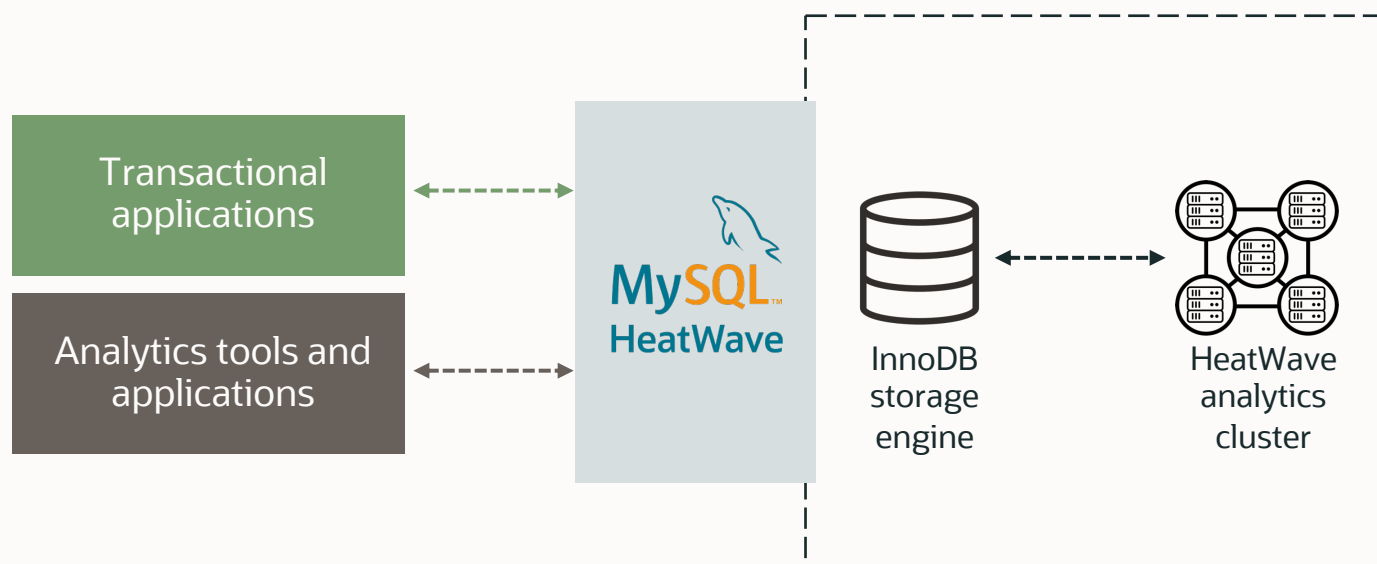 Transactional
applications
Analytics tools and
applications
MySQL™
HeatWave
InnoDB
storage
engine
HeatWave
analytics
cluster